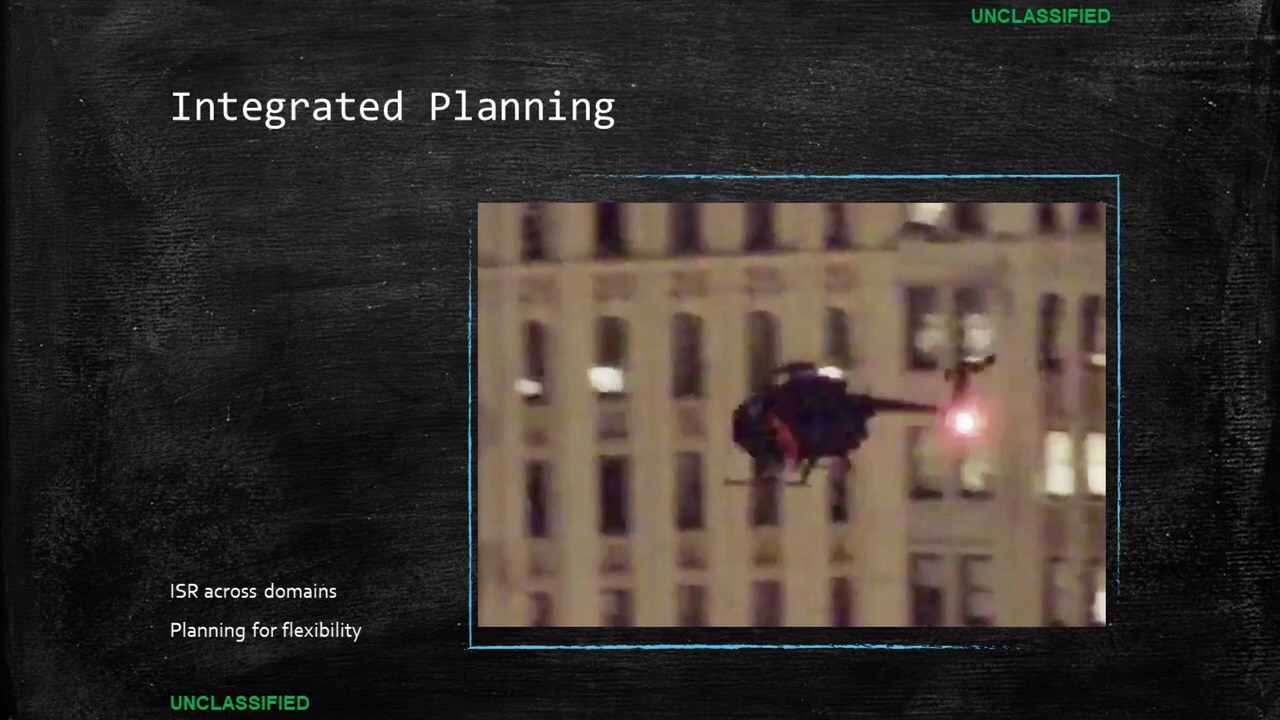 UNCLASSIFIED
Integrated Planning
ISR across domains
Planning for flexibility
UNCLASSIFIED